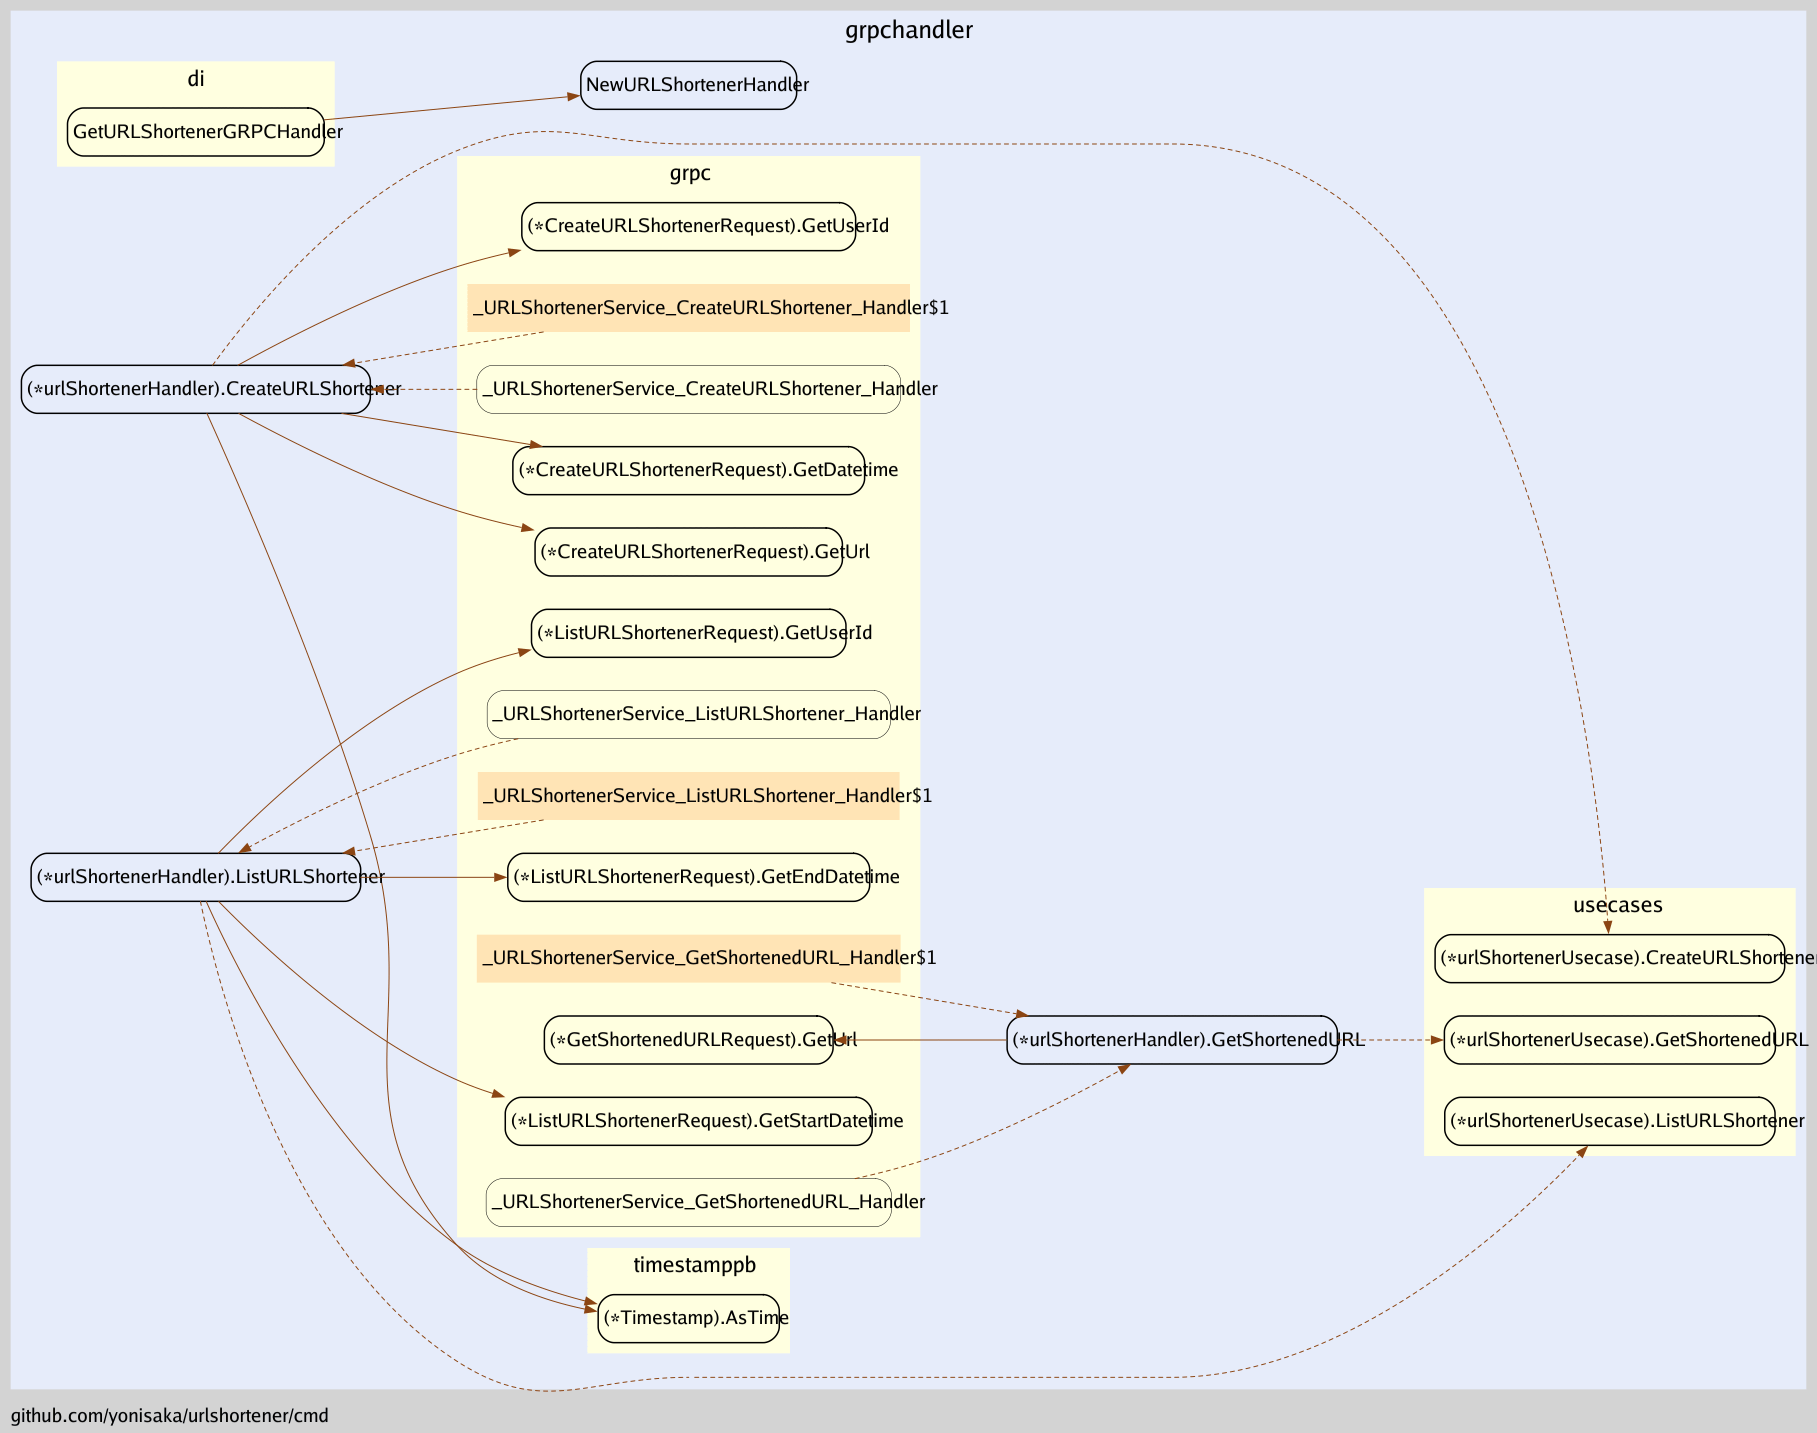 grpchandler
di
GetURLShortenerGRPCHandler
NewURLShortenerHandler
grpc
(*CreateURLShortenerRequest).GetUserId
_URLShortenerService_CreateURLShortener_Handler$1
(*urlShortenerHandler).CreateURLShortener
_URLShortenerService_CreateURLShortener_Handler
(*CreateURLShortenerRequest).GetDatetime
(*CreateURLShortenerRequest).GetUrl
(*ListURLShortenerRequest).GetUserId
_URLShortenerService_ListURLShortener_Handler
_URLShortenerService_ListURLShortener_Handler$1
(*urlShortenerHandler).ListURLShortener
(*ListURLShortenerRequest).GetEndDatetime
usecases
_URLShortenerService_GetShortenedURL_Handler$1
(*urlShortenerUsecase).CreateURLShortener
(*GetShortenedURLRequest).GetUrl
(*urlShortenerHandler).GetShortenedURL
(*urlShortenerUsecase).GetShortenedURL
(*ListURLShortenerRequest).GetStartDatetime
(*urlShortenerUsecase).ListURLShortener
_URLShortenerService_GetShortenedURL_Handler
timestamppb
(*Timestamp).AsTime
github.com/yonisaka/urlshortener/cmd